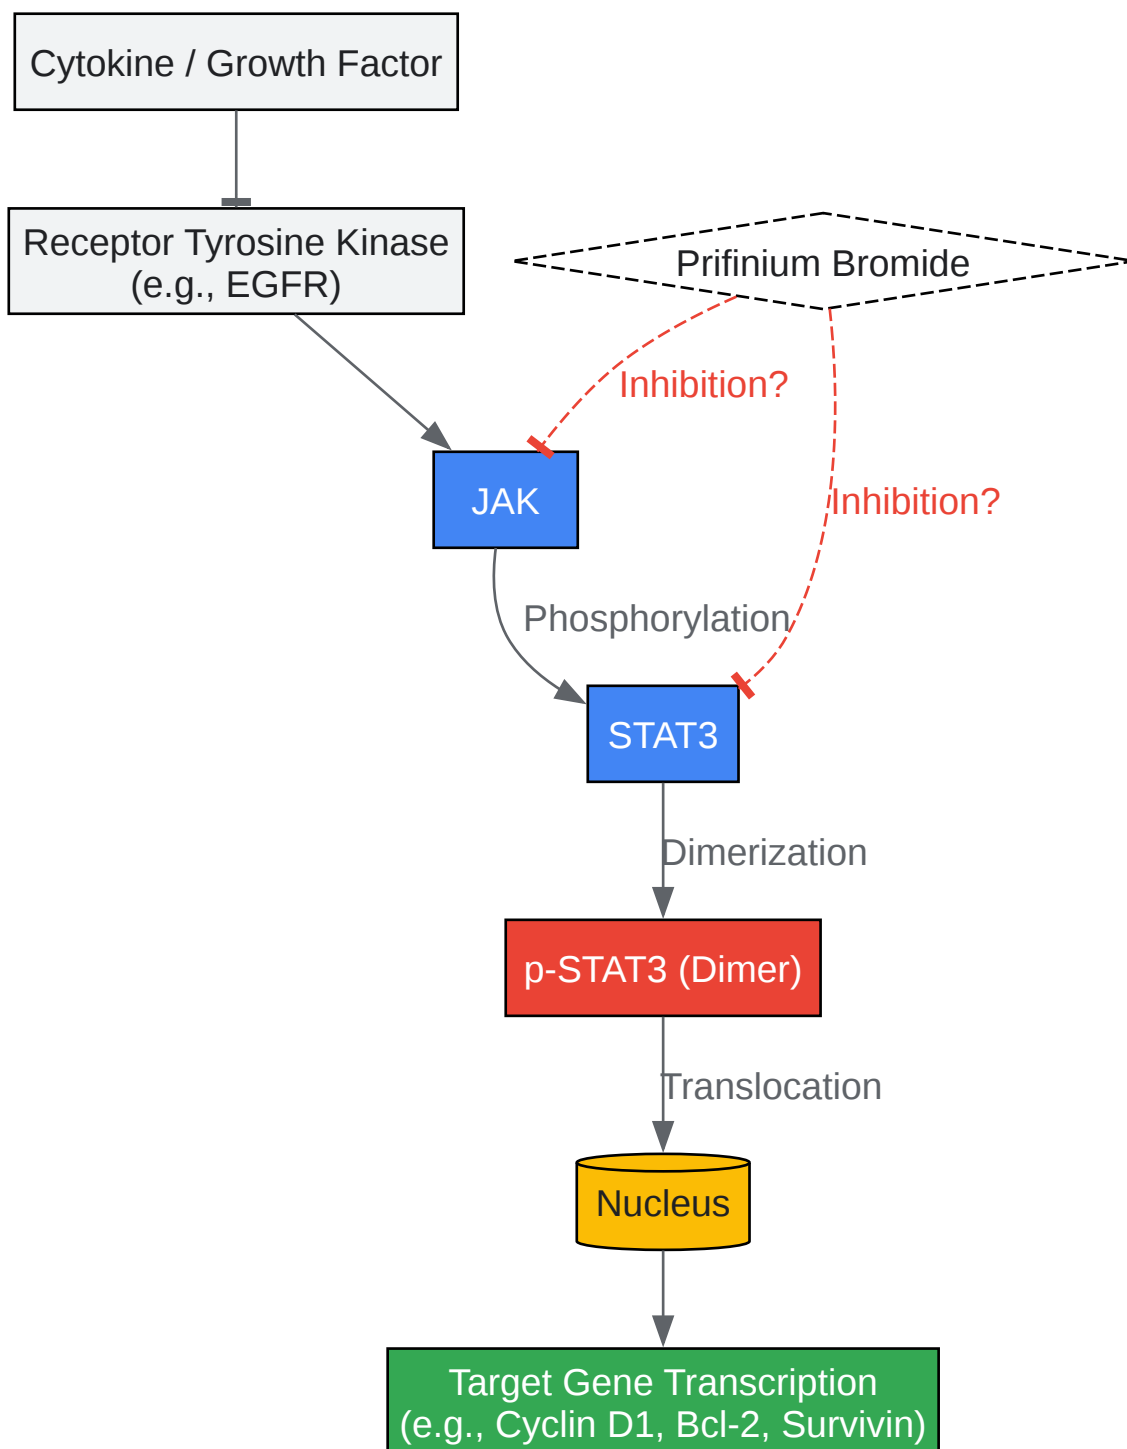 Cytokine / Growth Factor
Receptor Tyrosine Kinase
(e.g., EGFR)
Prifinium Bromide
Inhibition?
JAK
Inhibition?
Phosphorylation
STAT3
Dimerization
p-STAT3 (Dimer)
Translocation
Nucleus
Target Gene Transcription
(e.g., Cyclin D1, Bcl-2, Survivin)